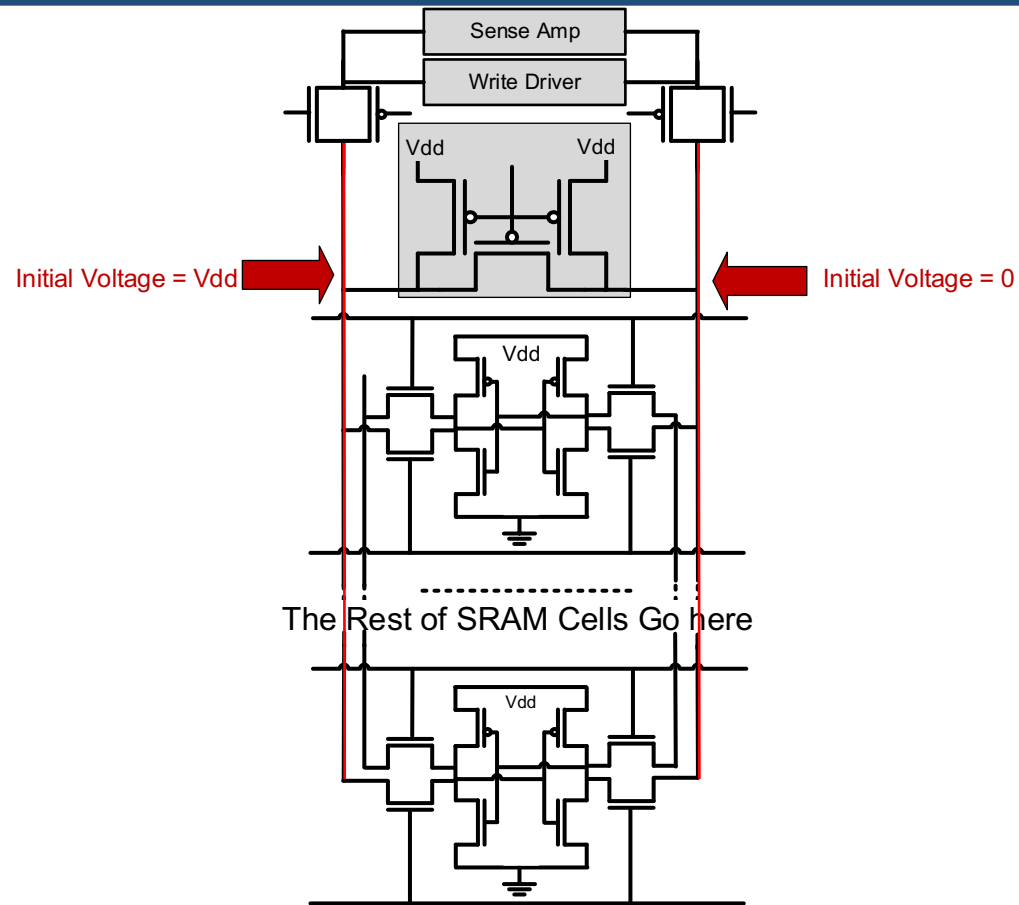 Sense Amp
Write Driver
Vdd
Vdd
Initial Voltage = Vdd
Initial Voltage = 0
Vdd
The Rest of SRAM Cells Go here
Vdd